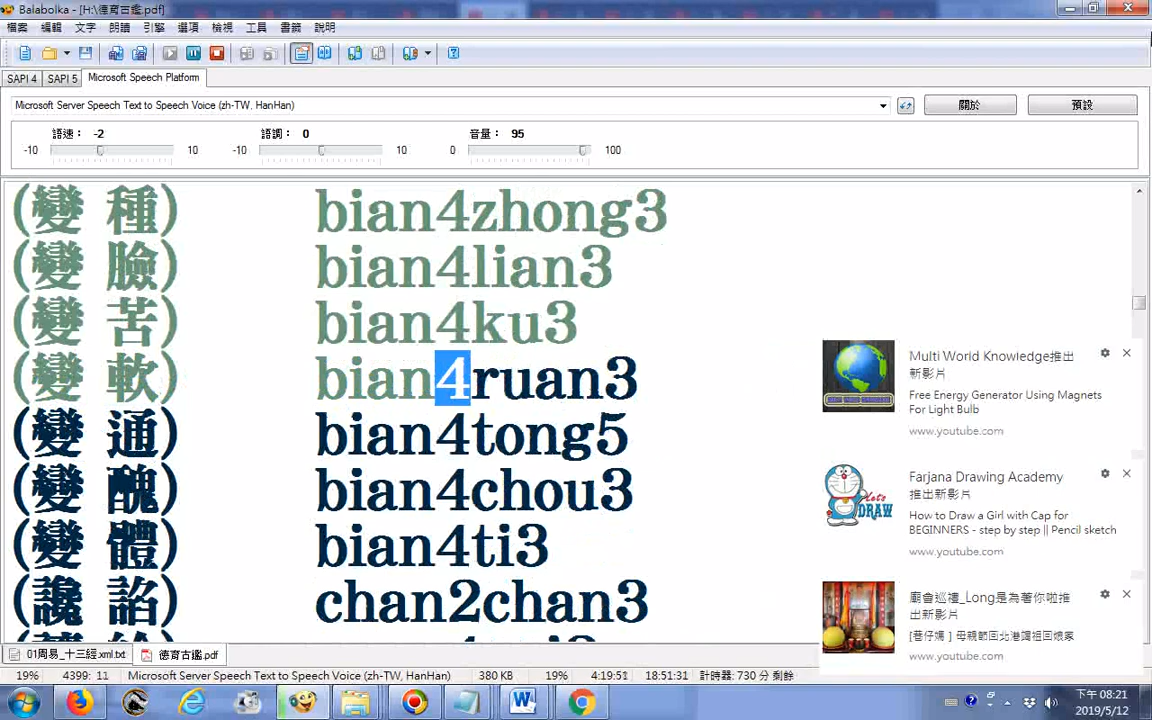 Balabolka - [H:\德育古鑑.pdf]
檔案 編輯 文字 朗讀 引擎 選項 檢視 工具 書籤 說明
SAPI 4 SAPI 5 Microsoft Speech Platform
Microsoft Server Speech Text to Speech Voice (zh-TW, HanHan) 關於 預設
語速： -2 語調： 0 音量： 95
-10 10 -10 10 0 100
(變 種) bian4zhong3
(變 臉) bian4lian3
(變 苦) bian4ku3
(變 軟) bian4ruan3
(變 通) bian4tong5
(變 醜) bian4chou3
(變 體) bian4ti3
(讒 諂) chan2chan3
Multi World Knowledge推出
新影片
Free Energy Generator Using Magnets
For Light Bulb
www.youtube.com
Farjana Drawing Academy
推出新影片
How to Draw a Girl with Cap for
BEGINNERS - step by step || Pencil sketch
www.youtube.com
廟會巡禮_Long是為著你啦推
出新影片
[巷仔媽] 母親節回北港媽祖回娘家
www.youtube.com
01周易_十三經.xml.txt 德育古鑑.pdf
19% 4399: 11 Microsoft Server Speech Text to Speech Voice (zh-TW, HanHan) 380 KB 19% 4:19:51 18:51:31 計時器: 730 分 剩餘
下午 08:21
2019/5/12